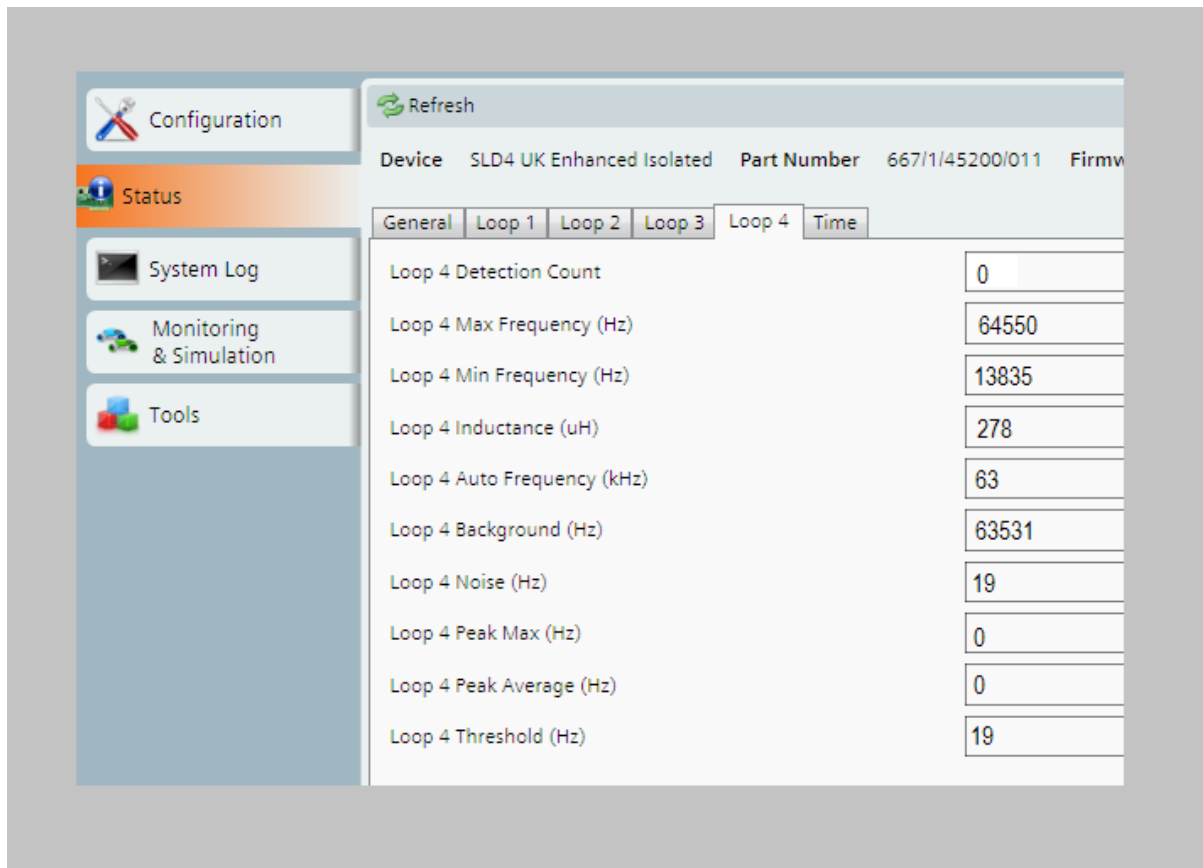 Configuration
Status
System Log
Monitoring
& Simulation
Tools
Refresh
Device SLD4 UK Enhanced Isolated Part Number 667/1/45200/011 Firmw
General Loop 1 Loop 2 Loop 3 Loop 4 Time
Loop 4 Detection Count 0
Loop 4 Max Frequency (Hz) 64550
Loop 4 Min Frequency (Hz) 13835
Loop 4 Inductance (uH) 278
Loop 4 Auto Frequency (kHz) 63
Loop 4 Background (Hz) 63531
Loop 4 Noise (Hz) 19
Loop 4 Peak Max (Hz) 0
Loop 4 Peak Average (Hz) 0
Loop 4 Threshold (Hz) 19